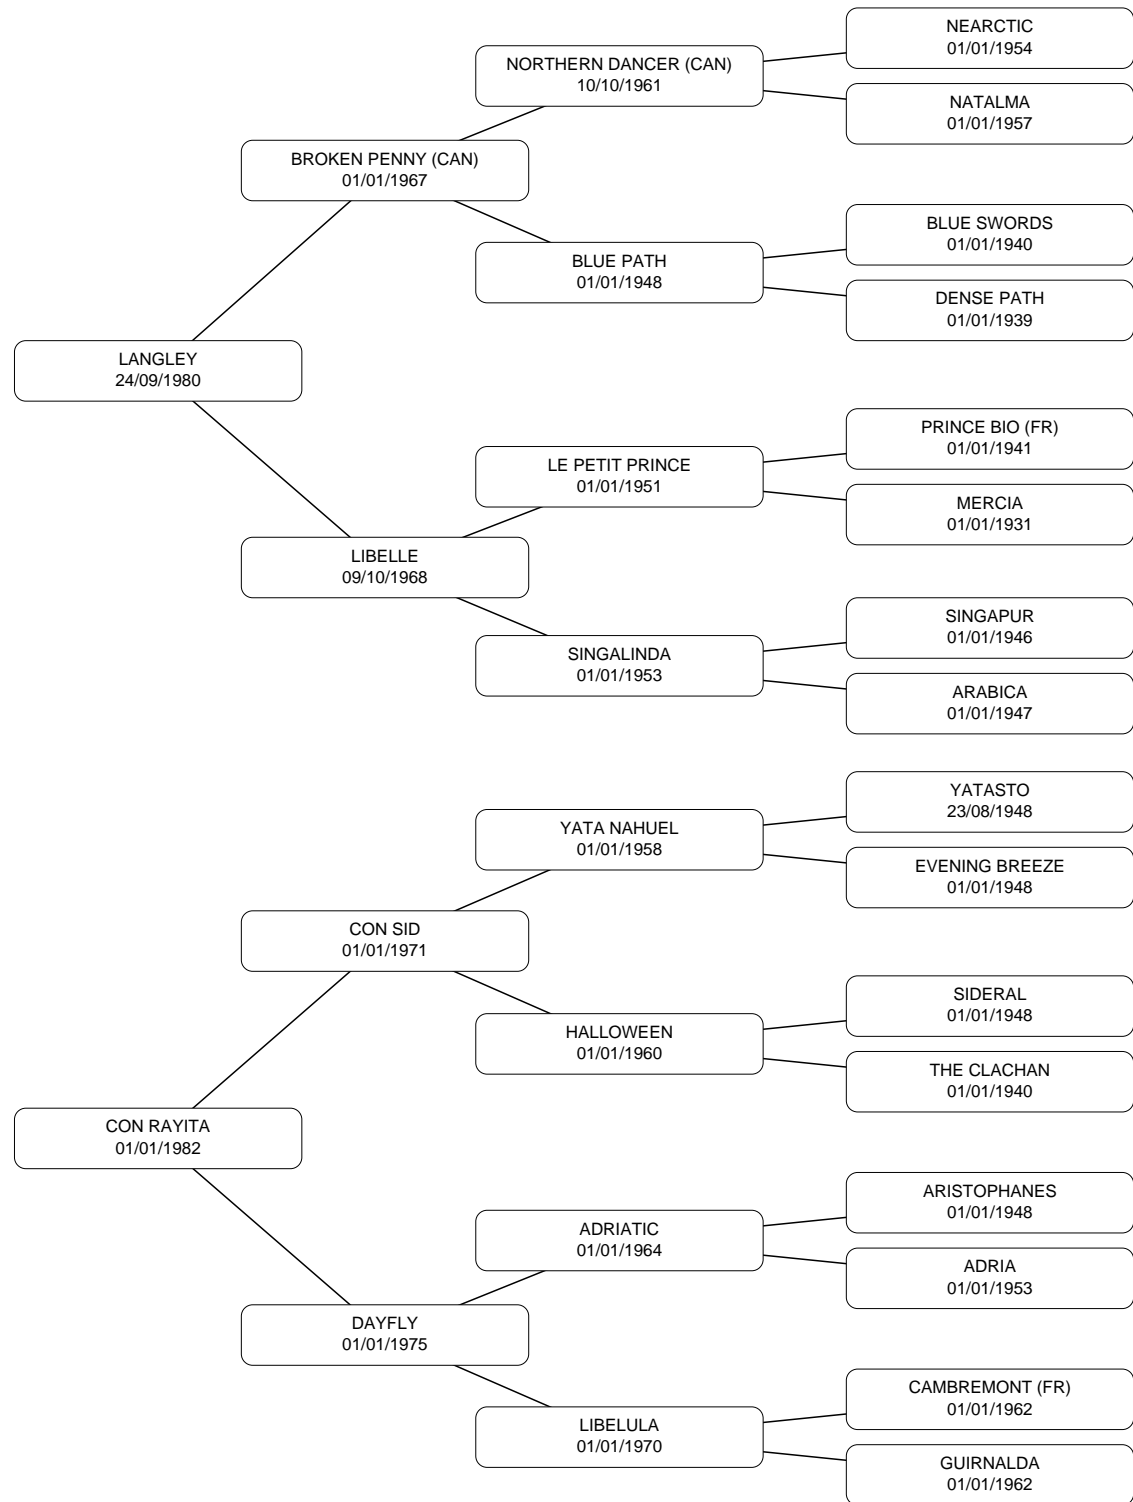 NEARCTIC
01/01/1954
NORTHERN DANCER (CAN)
10/10/1961
NATALMA
01/01/1957
BROKEN PENNY (CAN)
01/01/1967
BLUE SWORDS
01/01/1940
BLUE PATH
01/01/1948
DENSE PATH
01/01/1939
LANGLEY
24/09/1980
PRINCE BIO (FR)
01/01/1941
LE PETIT PRINCE
01/01/1951
MERCIA
01/01/1931
LIBELLE
09/10/1968
SINGAPUR
01/01/1946
SINGALINDA
01/01/1953
ARABICA
01/01/1947
YATASTO
23/08/1948
YATA NAHUEL
01/01/1958
EVENING BREEZE
01/01/1948
CON SID
01/01/1971
SIDERAL
01/01/1948
HALLOWEEN
01/01/1960
THE CLACHAN
01/01/1940
CON RAYITA
01/01/1982
ARISTOPHANES
01/01/1948
ADRIATIC
01/01/1964
ADRIA
01/01/1953
DAYFLY
01/01/1975
CAMBREMONT (FR)
01/01/1962
LIBELULA
01/01/1970
GUIRNALDA
01/01/1962